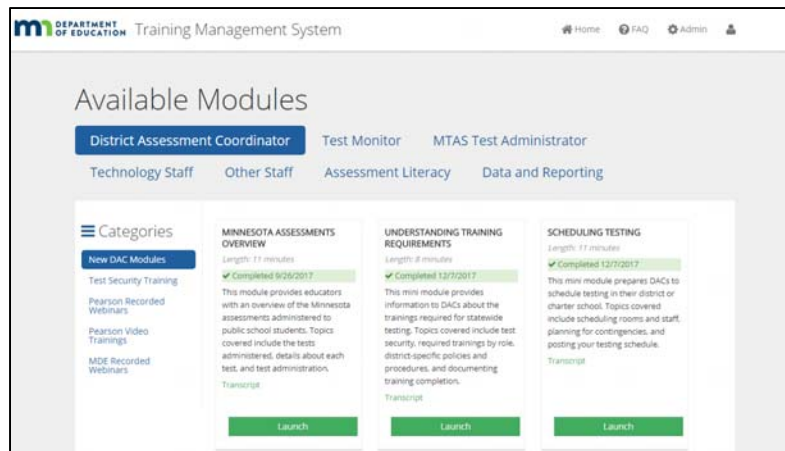 DEPARTMENT
OF EDUCATION
Training Management System
Home
FAQ
Admin
Available Modules
District Assessment Coordinator
Test Monitor
MTAS Test Administrator
Technology Staff
Other Staff
Assessment Literacy
Data and Reporting
Categories
New DAC Modules
Test Security Training
Pearson Recorded
Webinars
Pearson Video
Trainings
MDE Recorded
Webinars
MINNESOTA ASSESSMENTS
OVERVIEW
Length: 11 minutes
Completed 9/26/2017
This module provides educators
with an overview of the Minnesota
assessments administered to
public school students. Topics
covered include the tests
administered, details about each
test, and test administration.
Transcript
Launch
UNDERSTANDING TRAINING
REQUIREMENTS
Length: 8 minutes
Completed 12/7/2017
This mini module provides
information to DACs about the
trainings required for statewide
testing. Topics covered include test
security, required trainings by role,
district-specific policies and
procedures, and documenting
training completion.
Transcript
Launch
SCHEDULING TESTING
Length: 11 minutes
Completed 12/7/2017
This mini module prepares DACs to
schedule testing in their district or
charter school. Topics covered
include scheduling rooms and staff,
planning for contingencies, and
posting your testing schedule.
Transcript
Launch